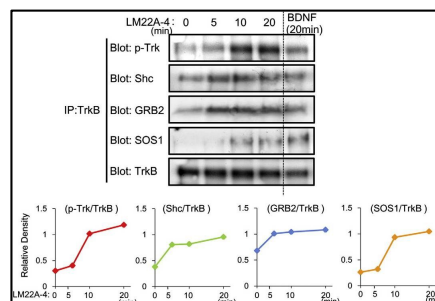 LM22A-4: 0 5 10 20 BDNF
(min) (20min)
Blot: p-Trk
Blot: Shc
IP:TrkB Blot: GRB2
Blot: SOS1
Blot: TrkB
(p-Trk/TrkB ) (Shc/TrkB ) (GRB2/TrkB ) (SOS1/TrkB )
1.5 1.5 1.5 1.5
1 1 1 1
0.5 0.5 0.5 0.5
0 0 0 0
Relative Density
LM22A-4: 0 5 10 20 0 5 10 20 0 5 10 20 0 5 10 20